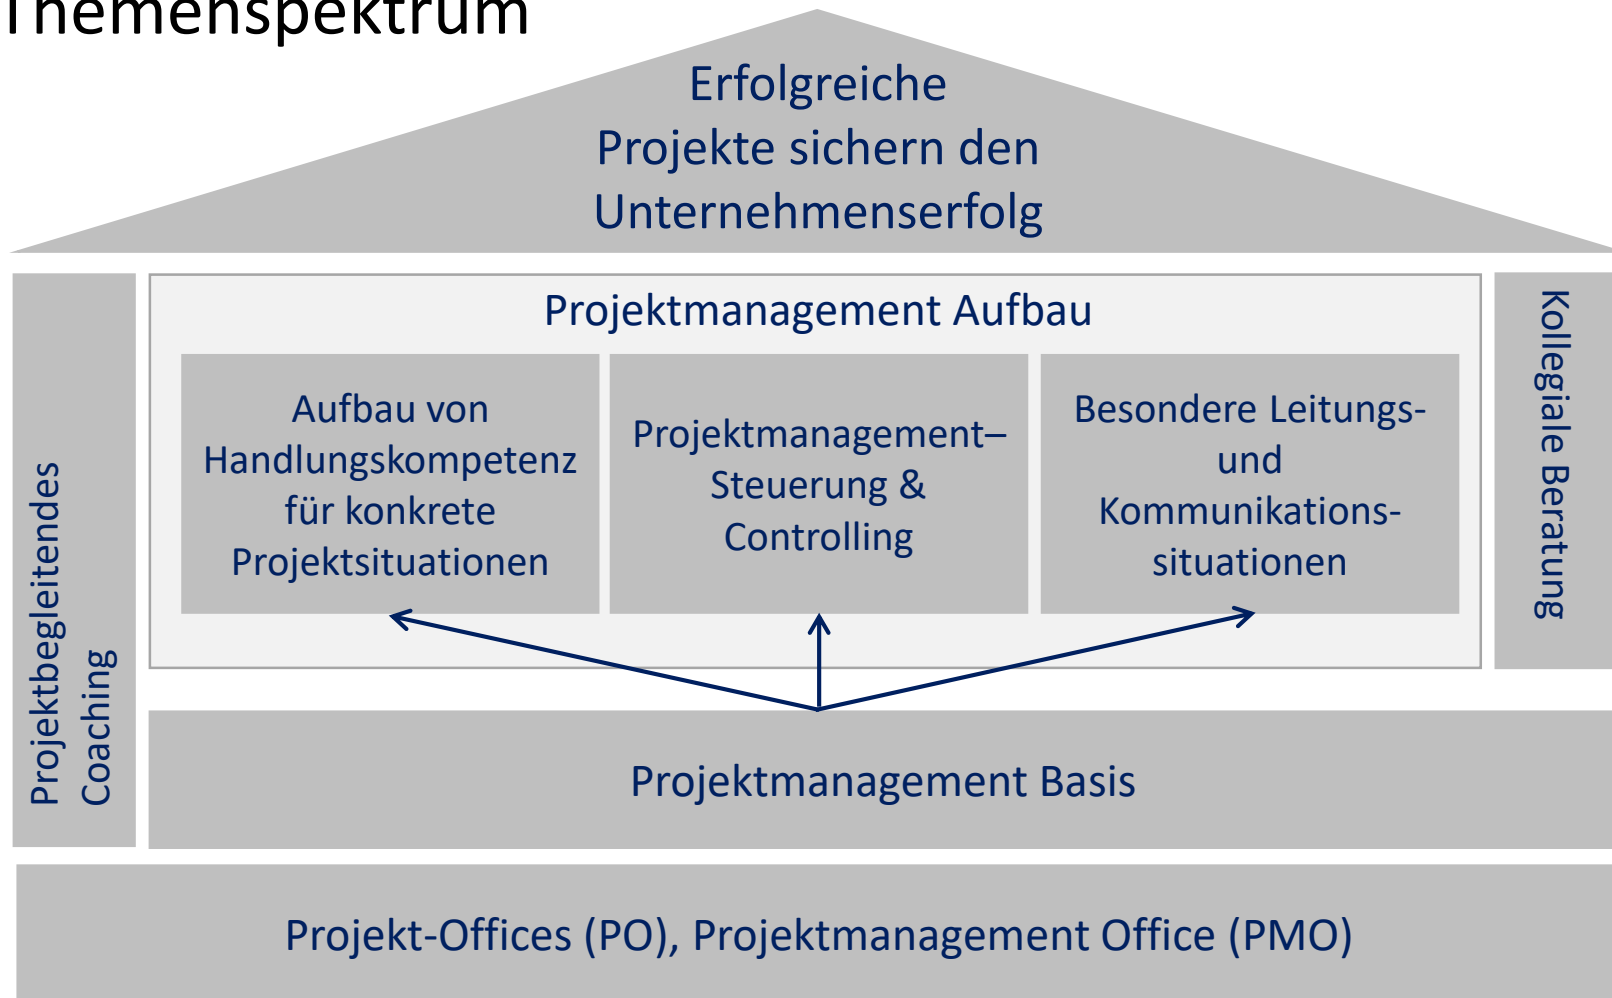 Themenspektrum
Erfolgreiche
Projekte sichern den
Unternehmenserfolg
Projektbegleitendes
Coaching
Projektmanagement Aufbau
Aufbau von
Handlungskompetenz
für konkrete
Projektsituationen
Projektmanagement–
Steuerung &
Controlling
Besondere Leitungs-
und
Kommunikations-
situationen
Kollegiale Beratung
Projektmanagement Basis
Projekt-Offices (PO), Projektmanagement Office (PMO)